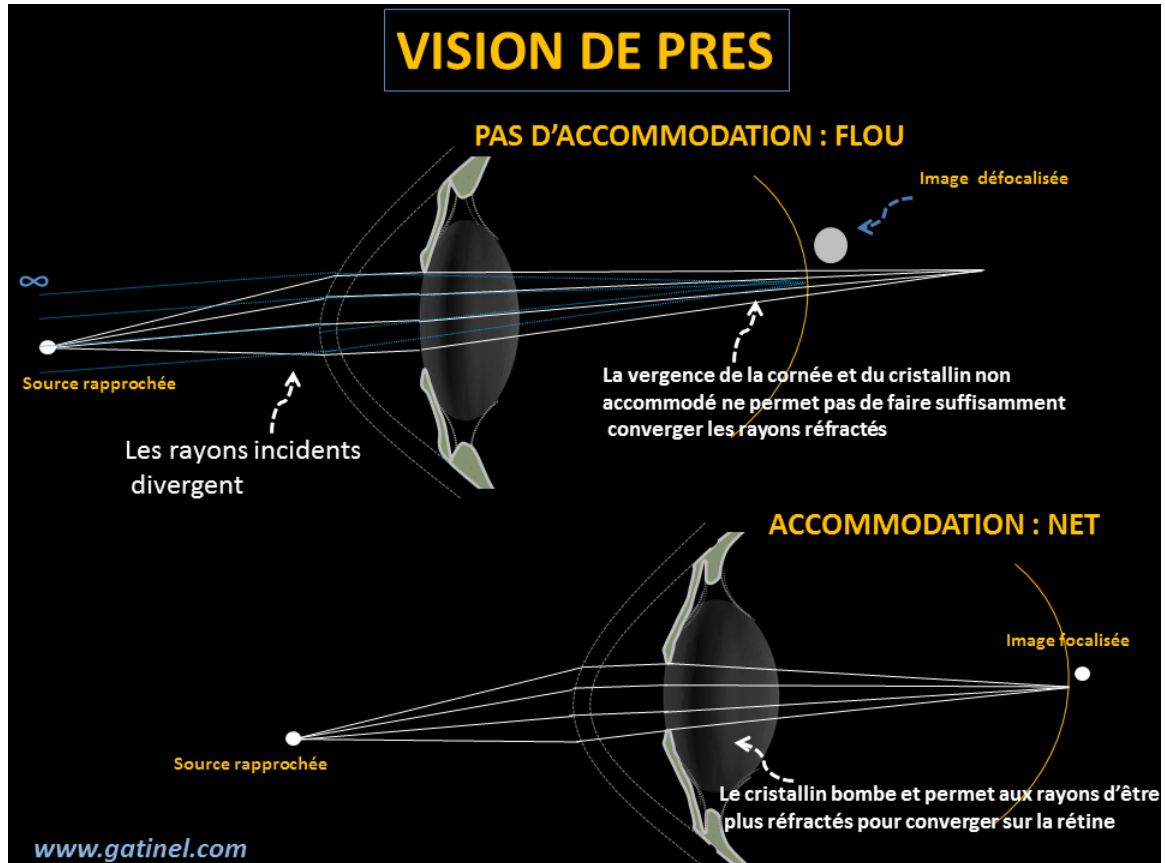 VISION DE PRES
PAS D'ACCOMMODATION : FLOU
Image défocalisée
∞
Source rapprochée
Les rayons incidents
divergent
La vergence de la cornée et du cristallin non
accommodé ne permet pas de faire suffisamment
converger les rayons réfractés
ACCOMMODATION : NET
Image focalisée
Source rapprochée
Le cristallin bombe et permet aux rayons d'être
plus réfractés pour converger sur la rétine
www.gatinel.com